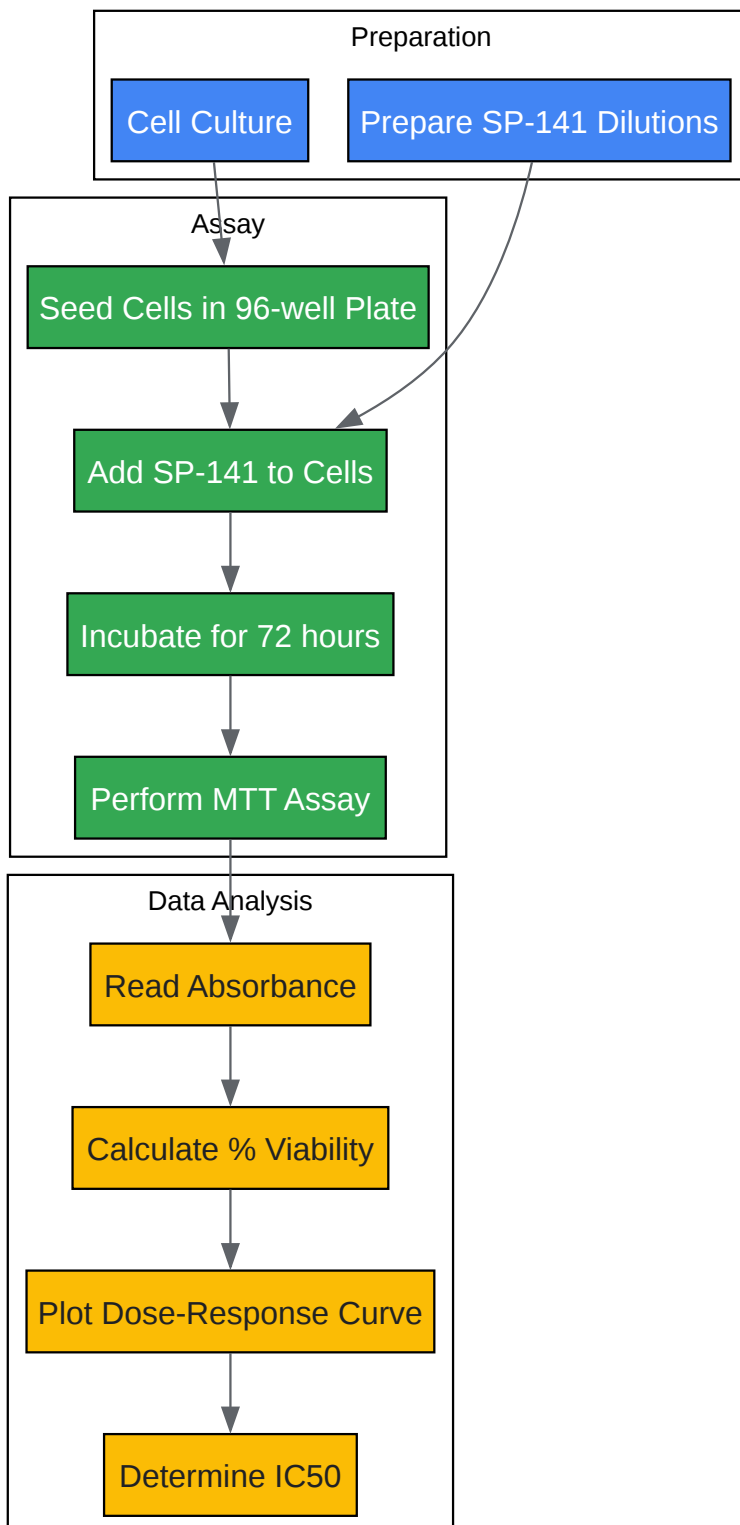 Preparation
Cell Culture
Prepare SP-141 Dilutions
Assay
Seed Cells in 96-well Plate
Add SP-141 to Cells
Incubate for 72 hours
Perform MTT Assay
Data Analysis
Read Absorbance
Calculate % Viability
Plot Dose-Response Curve
Determine IC50